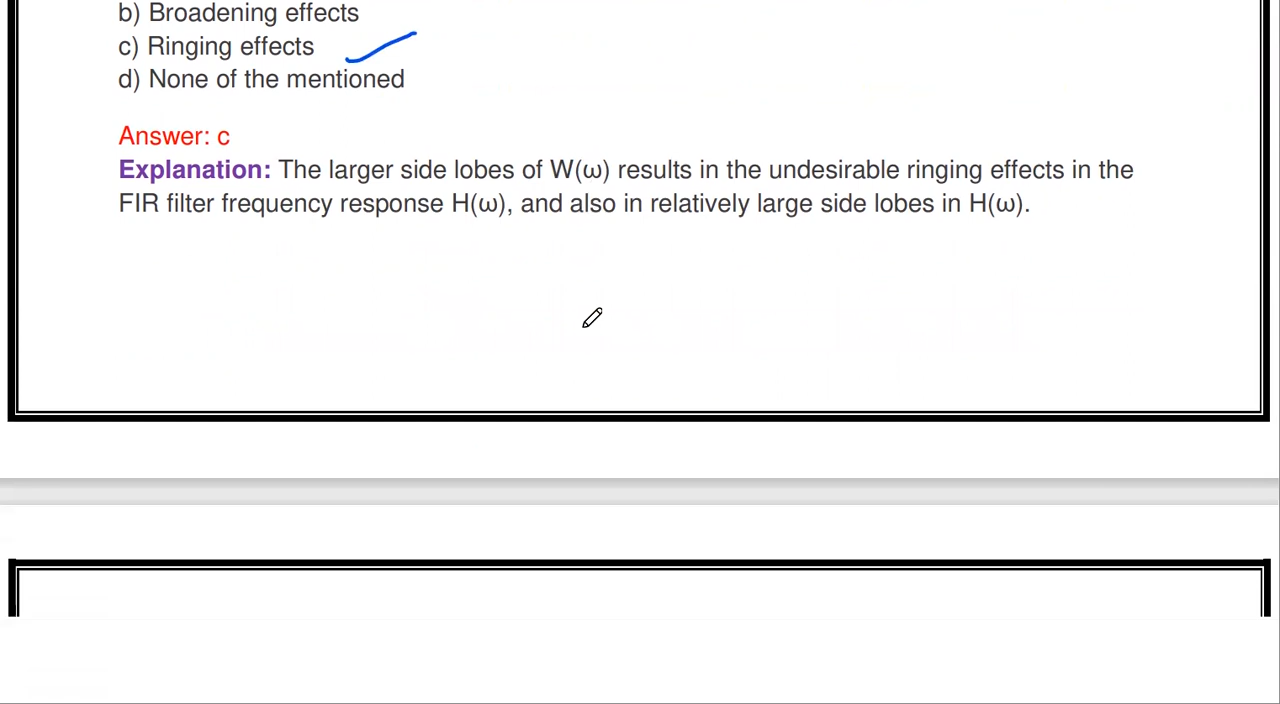 b) Broadening effects
c) Ringing effects
d) None of the mentioned
Answer: c
Explanation: The larger side lobes of W(ω) results in the undesirable ringing effects in the
FIR filter frequency response H(ω), and also in relatively large side lobes in H(ω).